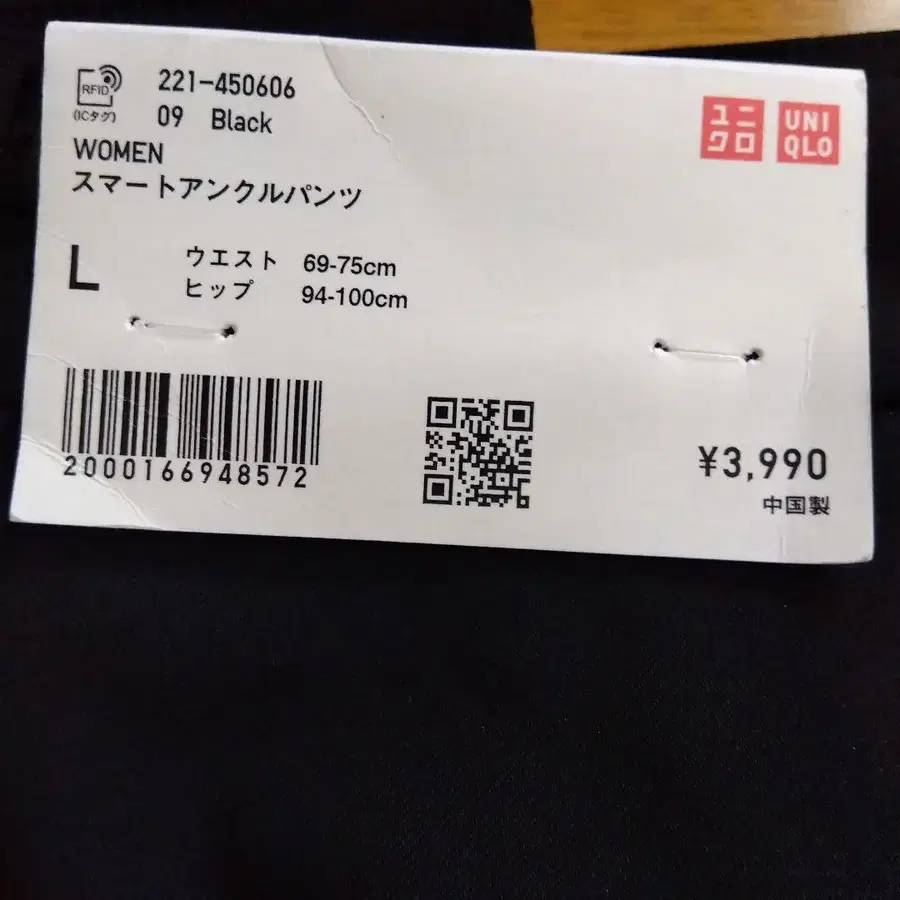 RFID
(ICタグ)
221-450606
09 Black
WOMEN
スマートアンクルパンツ
ユニ
クロ
UNI
QLO
L
ウエスト 69-75cm
ヒップ 94-100cm
2000166948572
¥3,990
中国製